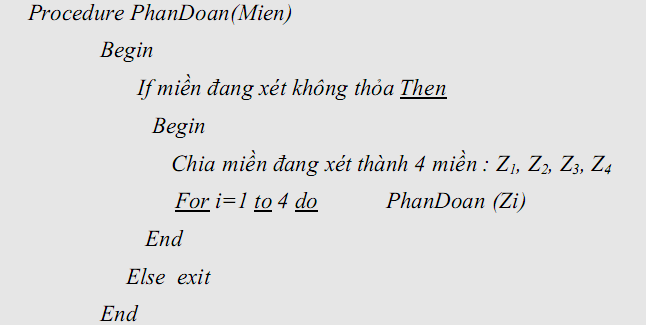 Procedure PhanDoan(Mien)
Begin
If miền đang xét không thỏa Then
Begin
Chia miền đang xét thành 4 miền : Z1, Z2, Z3, Z4
For i=1 to 4 do PhanDoan (Zi)
End
Else exit
End